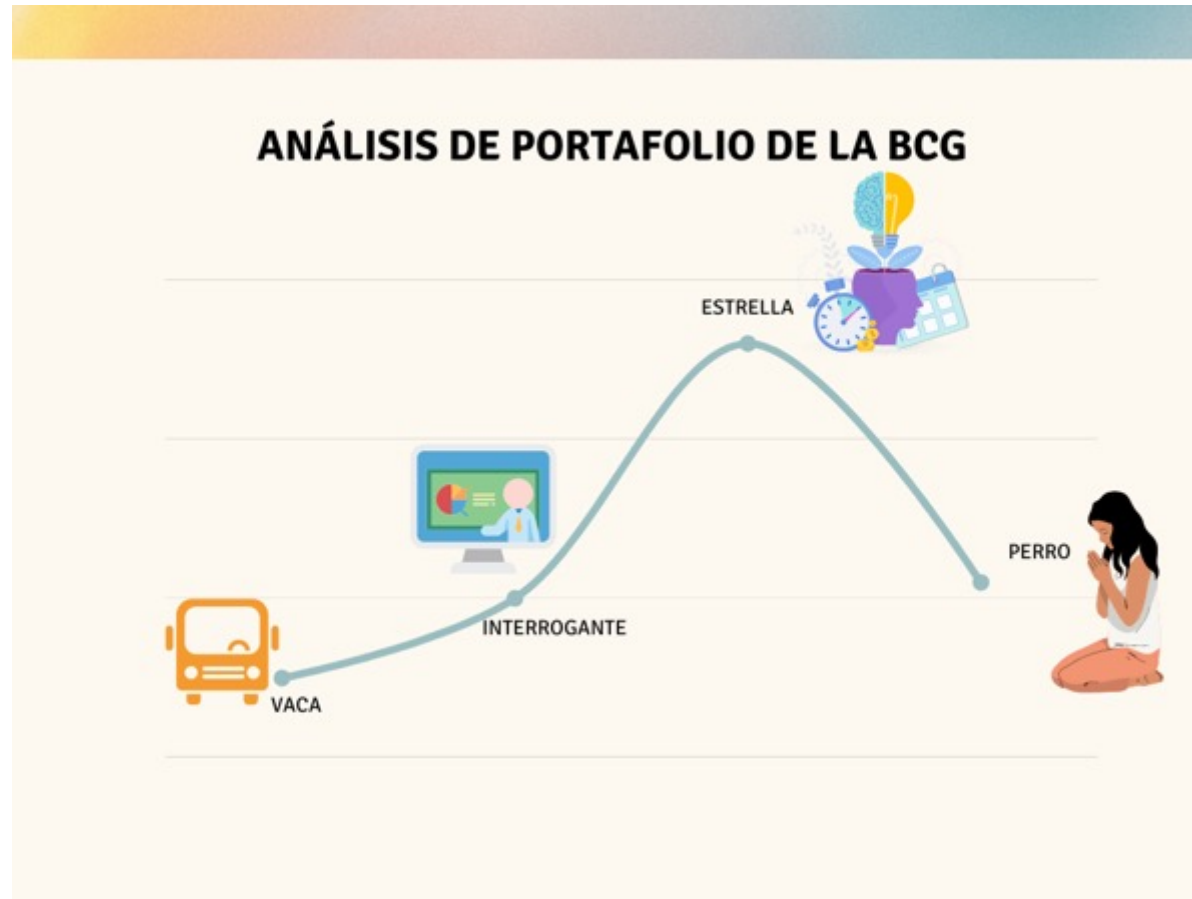 ANÁLISIS DE PORTAFOLIO DE LA BCG
ESTRELLA
PERRO
INTERROGANTE
VACA